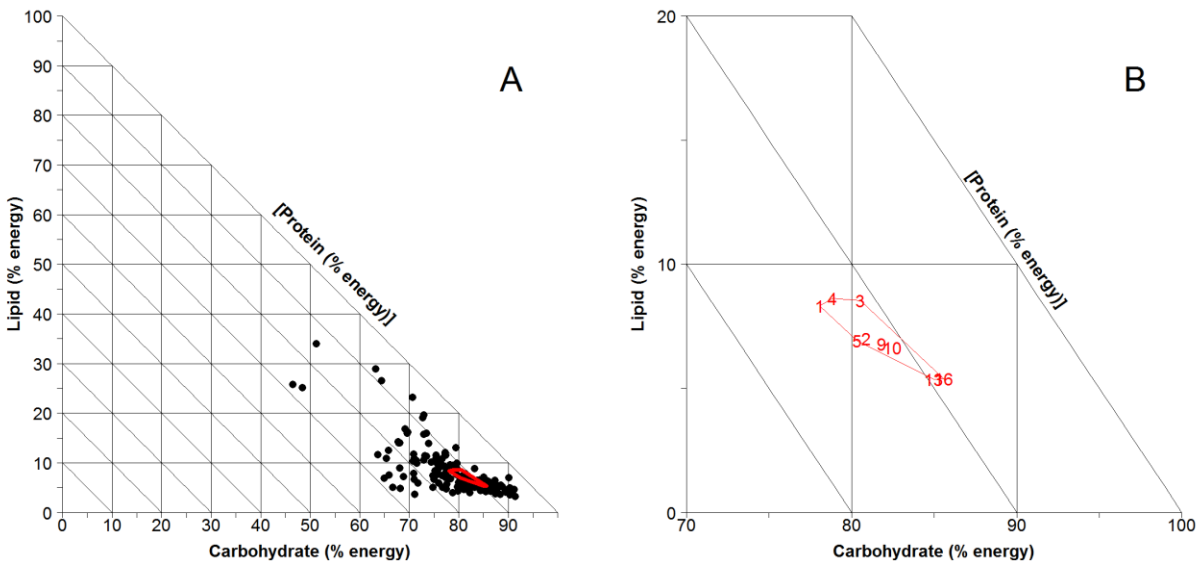 A
100
90
80
70
60
50
40
30
20
10
0
Lipid (% energy)
[Protein (% energy)]
0 10 20 30 40 50 60 70 80 90
Carbohydrate (% energy)
B
20
10
0
Lipid (% energy)
[Protein (% energy)]
1 4 3
5 2 9 10
13 16
70 80 90 100
Carbohydrate (% energy)